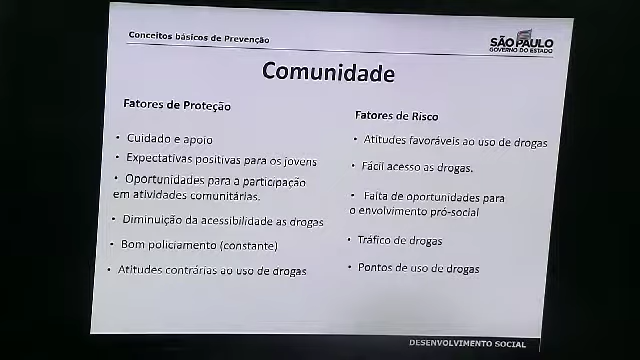 Conceitos básicos de Prevenção
SÃO PAULO
GOVERNO DO ESTADO
Comunidade
Fatores de Proteção
• Cuidado e apoio
• Expectativas positivas para os jovens
• Oportunidades para a participação
em atividades comunitárias.
• Diminuição da acessibilidade as drogas
• Bom policiamento (constante)
• Atitudes contrárias ao uso de drogas
Fatores de Risco
• Atitudes favoráveis ao uso de drogas
• Fácil acesso as drogas.
• Falta de oportunidades para
o envolvimento pró-social
• Tráfico de drogas
• Pontos de uso de drogas
DESENVOLVIMENTO SOCIAL